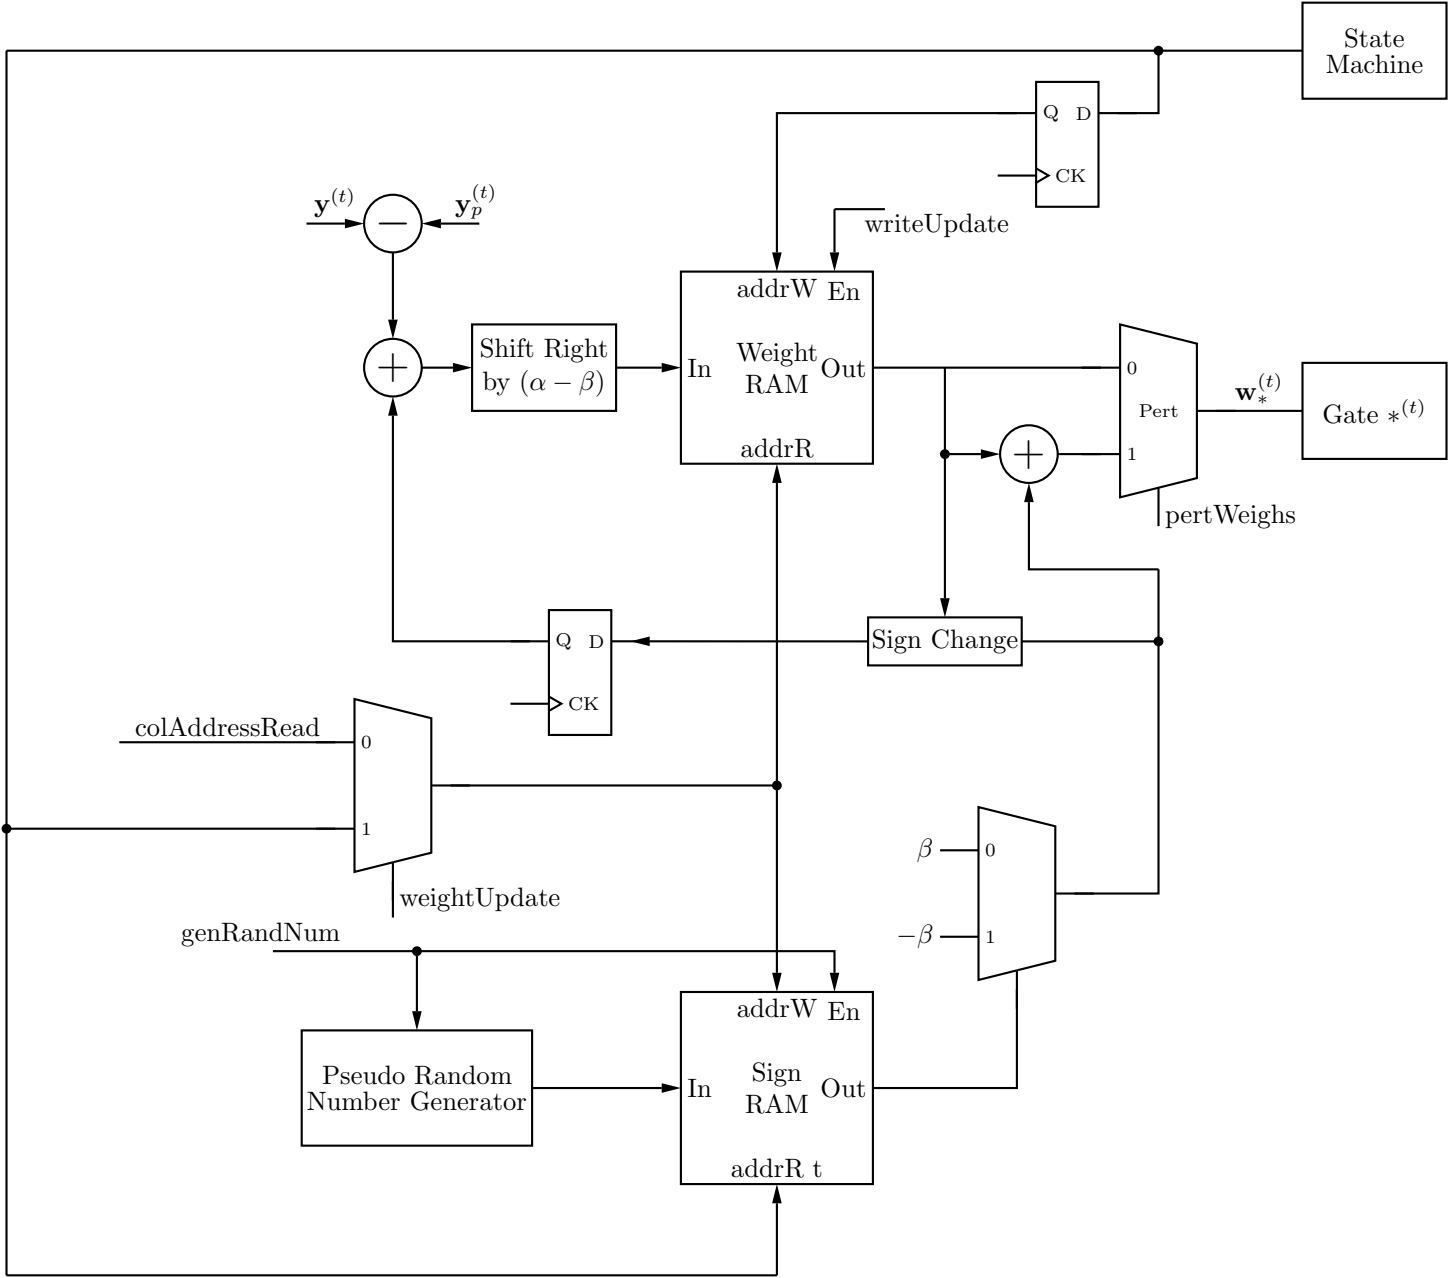 State
Machine
Q D
CK
y^(t)
y_p^(t)
writeUpdate
addrW En
Shift Right
by (α − β)
In
Weight
RAM
Out
addrR
0
Pert
1
w_*^(t)
Gate *^(t)
pertWeighs
Q D
CK
Sign Change
colAddressRead
0
1
weightUpdate
β
0
−β
1
genRandNum
addrW En
Pseudo Random
Number Generator
In
Sign
RAM
Out
addrR t